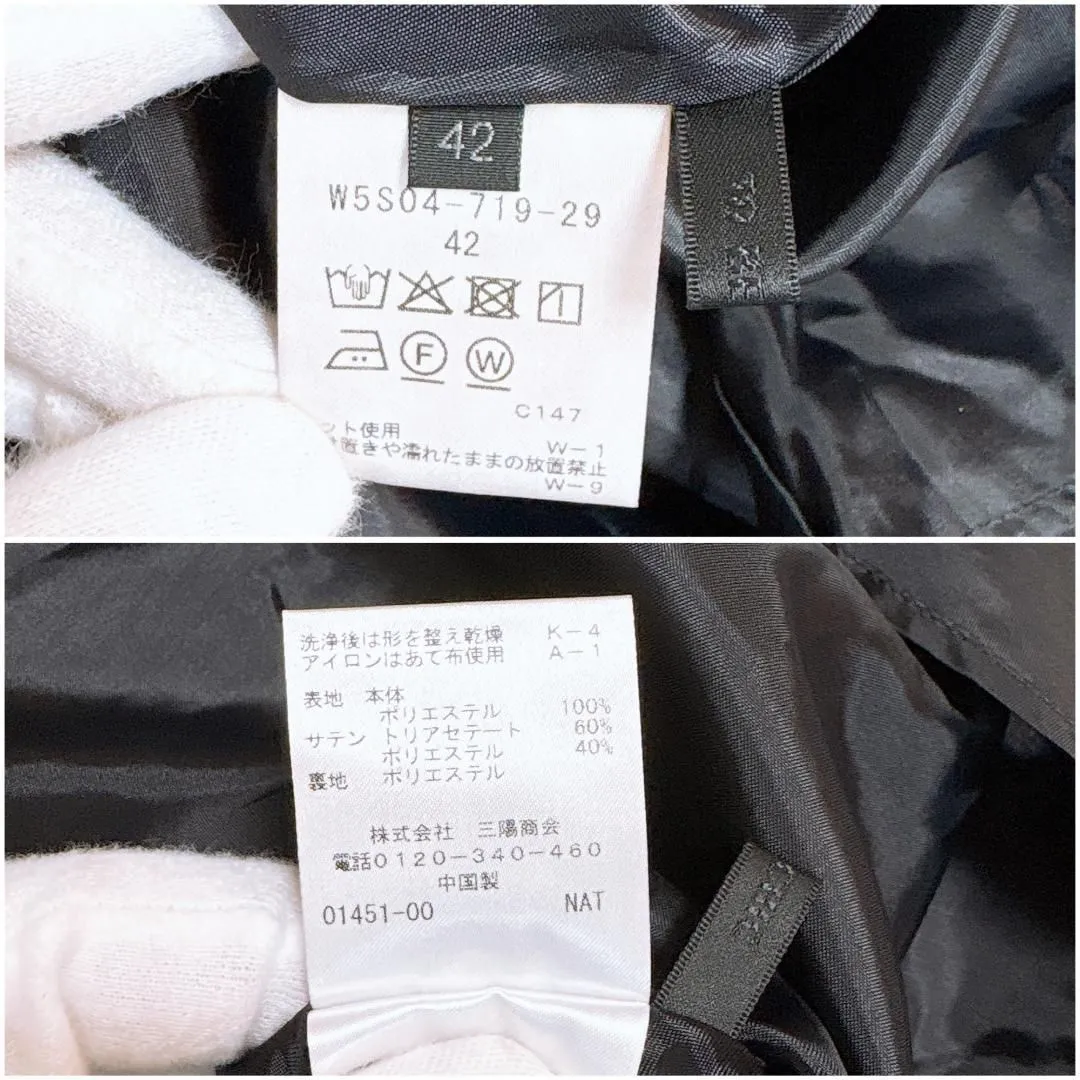 42
W5S04-719-29
42
F W
C147
ント使用 W-1
置きや濡れたままの放置禁止
W-9
洗浄後は形を整え乾燥 K-4
アイロンはあて布使用 A-1
表地 本体
ポリエステル 100%
サテン トリアセテート 60%
ポリエステル 40%
裏地 ポリエステル
株式会社 三陽商会
電話0120-340-460
中国製
01451-00 NAT